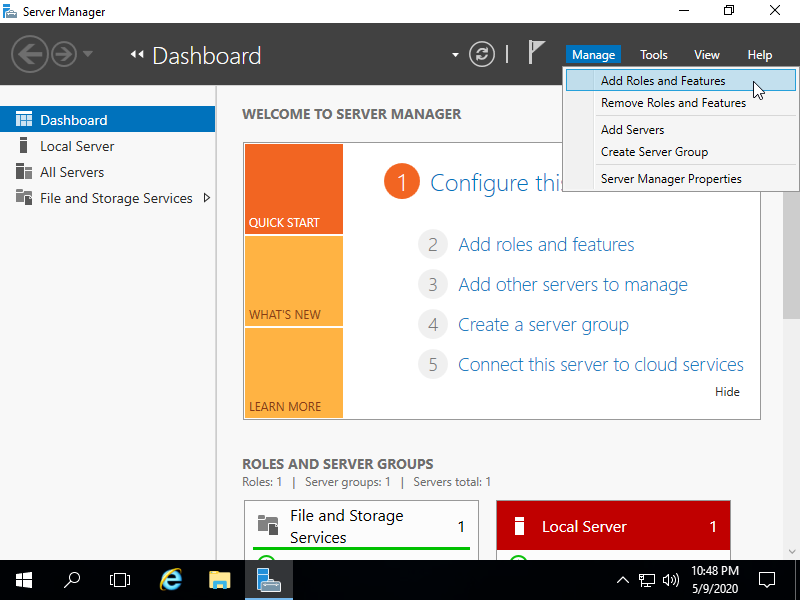 Server Manager
Dashboard
Manage Tools View Help
Add Roles and Features
Remove Roles and Features
Add Servers
Create Server Group
Server Manager Properties
Dashboard
Local Server
All Servers
File and Storage Services
WELCOME TO SERVER MANAGER
QUICK START
WHAT'S NEW
LEARN MORE
1 Configure this
2 Add roles and features
3 Add other servers to manage
4 Create a server group
5 Connect this server to cloud services
Hide
ROLES AND SERVER GROUPS
Roles: 1 | Server groups: 1 | Servers total: 1
File and Storage
Services
1
Local Server 1
10:48 PM
5/9/2020